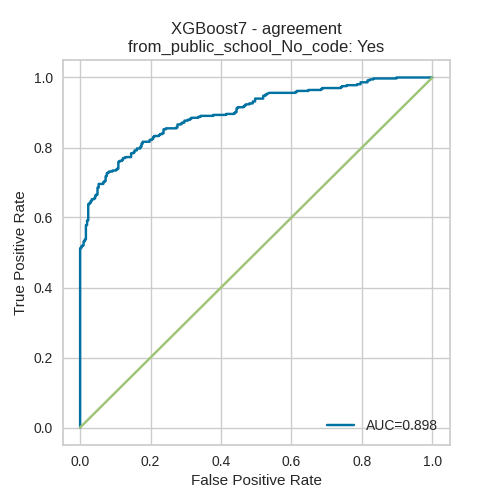 XGBoost7 - agreement
from_public_school_No_code: Yes
1.0
0.8
0.6
0.4
0.2
0.0
True Positive Rate
0.0 0.2 0.4 0.6 0.8 1.0
False Positive Rate
AUC=0.898